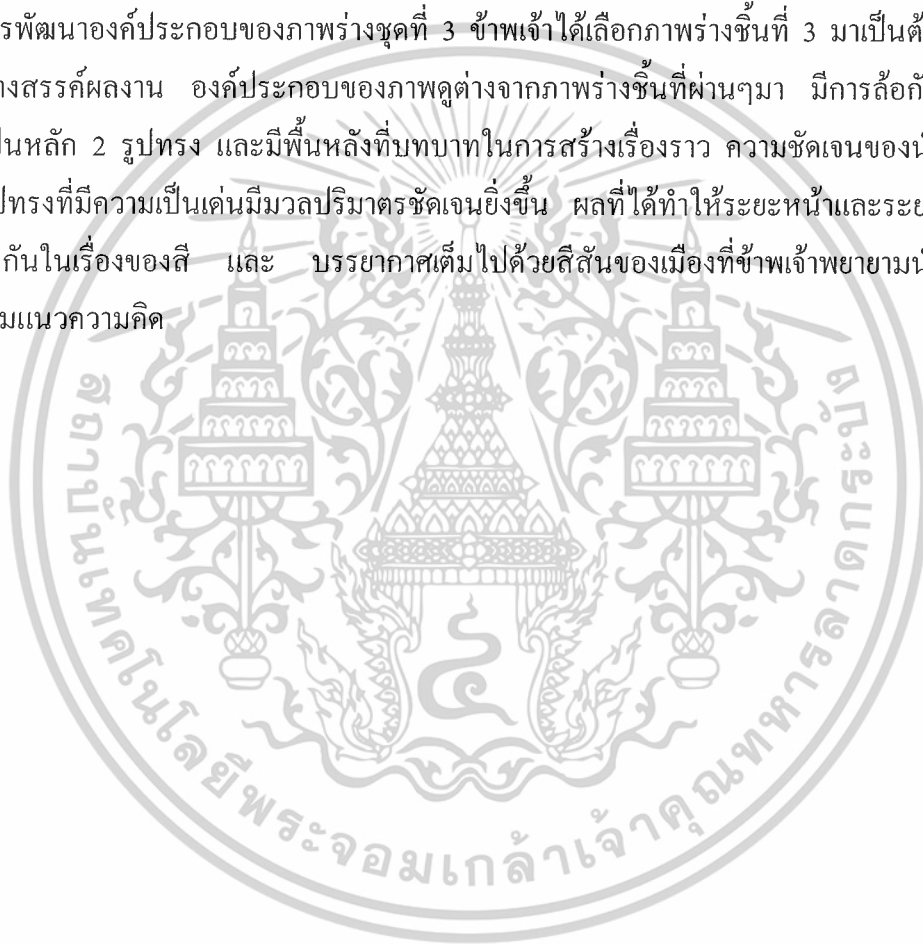 รพัฒนาองค์ประกอบของภาพร่างชุดที่ 3 ข้าพเจ้าได้เลือกภาพร่างชิ้นที่ 3 มาเป็นต้
างสรรค์ผลงาน องค์ประกอบของภาพดูต่างจากภาพร่างชิ้นที่ผ่านๆมา มีการล้อกั
ป็นหลัก 2 รูปทรง และมีพื้นหลังที่บทบาทในการสร้างเรื่องราว ความชัดเจนของน้
ปทรงที่มีความเป็นเด่นมีมวลปริมาตรชัดเจนยิ่งขึ้น ผลที่ได้ทำให้ระยะหน้าและระย
กันในเรื่องของสี และ บรรยากาศเต็มไปด้วยสีสันของเมืองที่ข้าพเจ้าพยายามน
มแนวความคิด
สถาบันเทคโนโลยีพระจอมเกล้าเจ้าคุณทหารลาดกระบัง